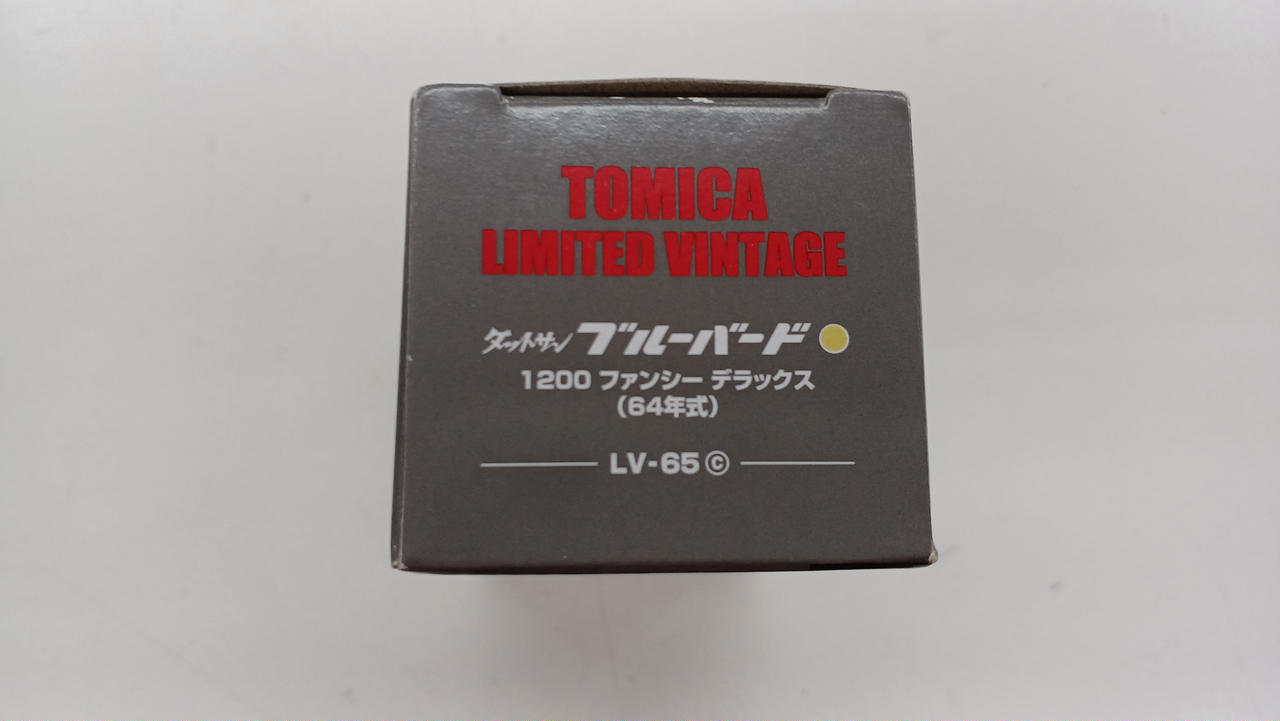 TOMICA
LIMITED VINTAGE
ダットサン ブルーバード
1200 ファンシー デラックス
(64年式)
LV-65ⓒ